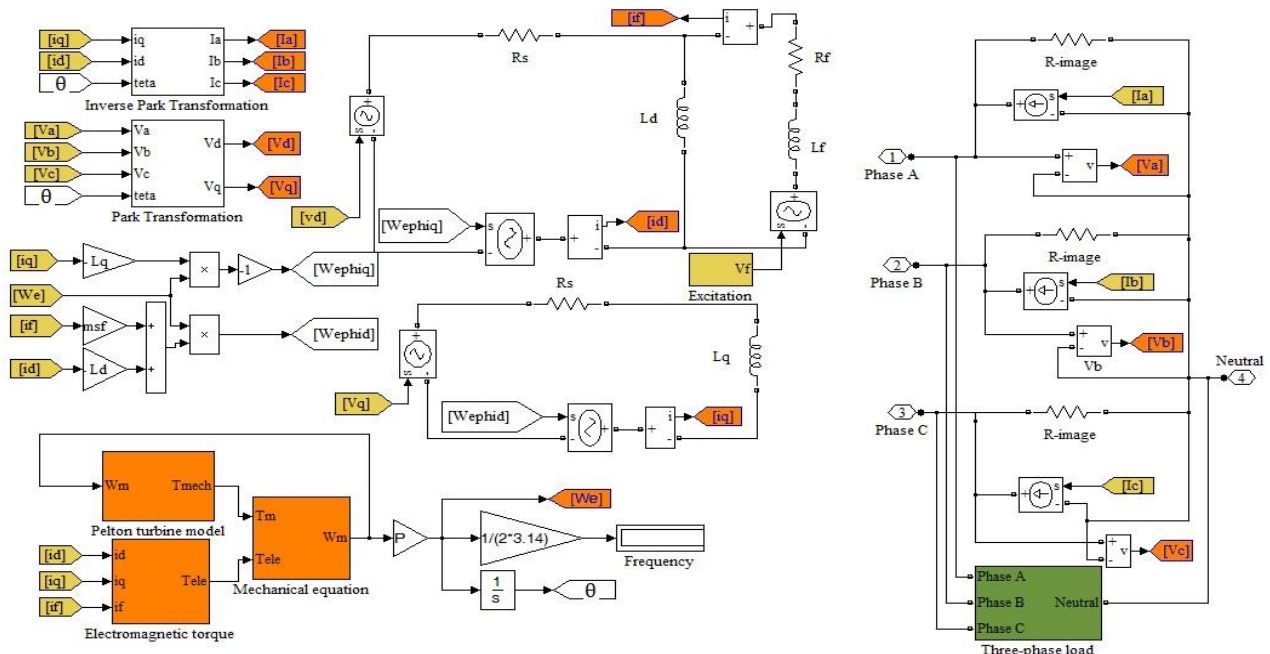 [iq]
[id]
θ
iq
id
teta
Ia
Ib
Ic
[Ia]
[Ib]
[Ic]
Inverse Park Transformation
[Va]
[Vb]
[Vc]
θ
Va
Vb
Vc
teta
Vd
Vq
[Vd]
[Vq]
Park Transformation
[iq]
[We]
[if]
[id]
- Lq
msf
- Ld
×
×
-1
[Wephiq]
[Wephid]
+
+
Rs
s
+
-
[vd]
[Wephiq]
s
-
+
+
i
-
[id]
Ld
[if]
i
-
+
Rf
Lf
s
+
-
Vf
Excitation
Rs
s
+
-
[Vq]
[Wephid]
s
-
+
+
i
-
[iq]
Lq
Wm
Tmech
Pelton turbine model
[id]
[iq]
[if]
id
iq
if
Tele
Electromagnetic torque
Tm
Tele
Wm
Mechanical equation
P
[We]
1/(2*3.14)
Frequency
1
s
θ
R-image
+
s
-
[Ia]
1
Phase A
+
-
v
[Va]
R-image
2
Phase B
+
s
-
[Ib]
+
-
v
[Vb]
Vb
Neutral
4
3
Phase C
R-image
+
s
-
[Ic]
+
-
v
[Vc]
Phase A
Phase B
Phase C
Neutral
Three-phase load